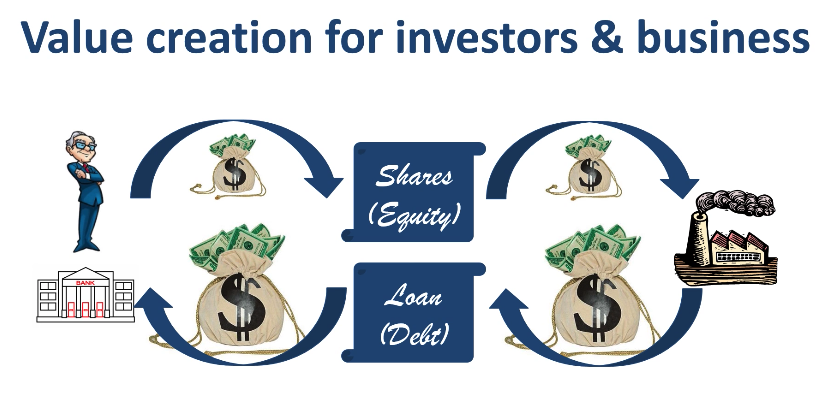 Value creation for investors & business
Shares
(Equity)
BANK
Loan
(Debt)
$
$
$
$